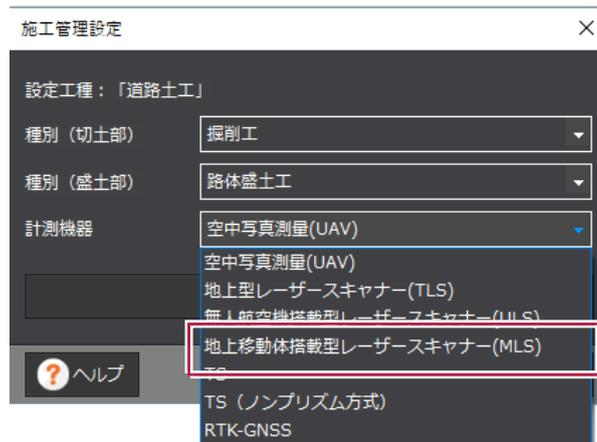 施工管理設定
設定工種：「道路土工」
種別（切土部） 掘削工
種別（盛土部） 路体盛土工
計測機器 空中写真測量(UAV)
空中写真測量(UAV)
地上型レーザースキャナー(TLS)
無人航空機搭載型レーザースキャナー(ULS)
地上移動体搭載型レーザースキャナー(MLS)
TS
TS（ノンプリズム方式）
RTK-GNSS
ヘルプ